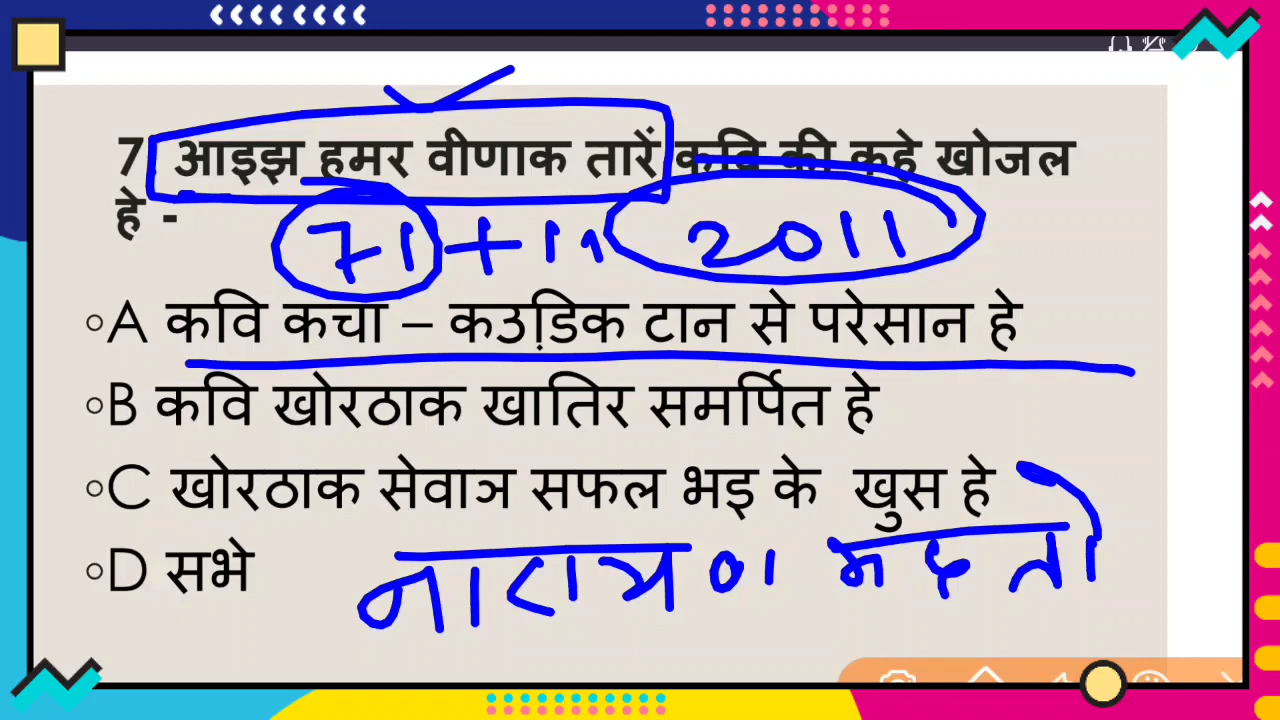 7 आइझ हमर वीणाक तारें कवि की कहे खोजल
हे -
71 + 11 2011
◦A कवि कचा – कउड़िक टान से परेसान हे
◦B कवि खोरठाक खातिर समर्पित हे
◦C खोरठाक सेवाञ सफल भइ के खुस हे
◦D सभे
महतो